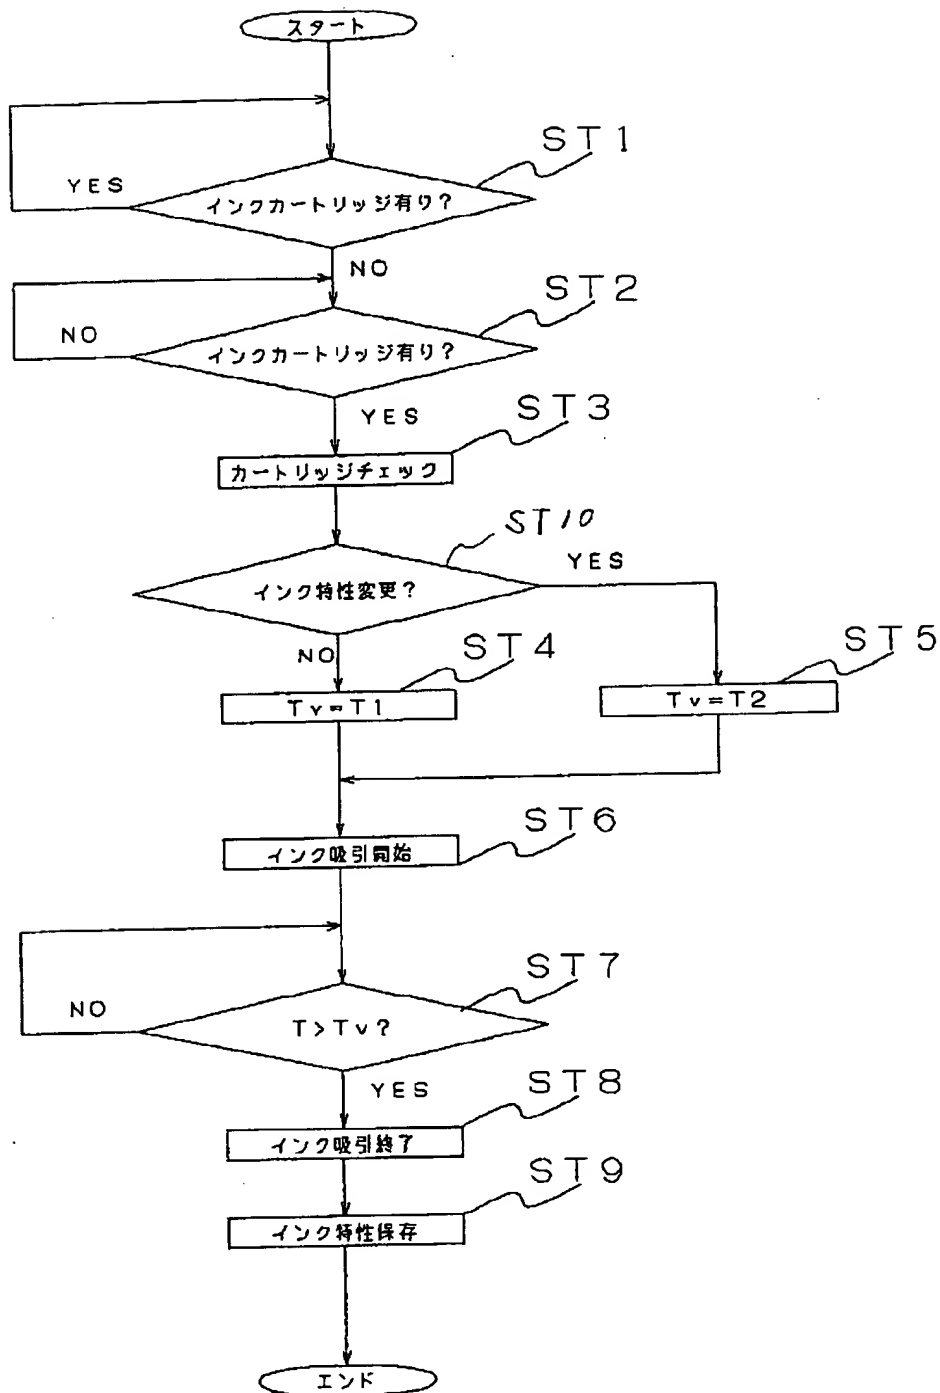 スタート
ST1
YES
インクカートリッジ有り?
NO
ST2
NO
インクカートリッジ有り?
YES
ST3
カートリッジチェック
ST10
YES
インク特性変更?
NO
ST4
ST5
Tv=T1
Tv=T2
ST6
インク吸引開始
ST7
NO
T>Tv?
YES
ST8
インク吸引終了
ST9
インク特性保存
エンド